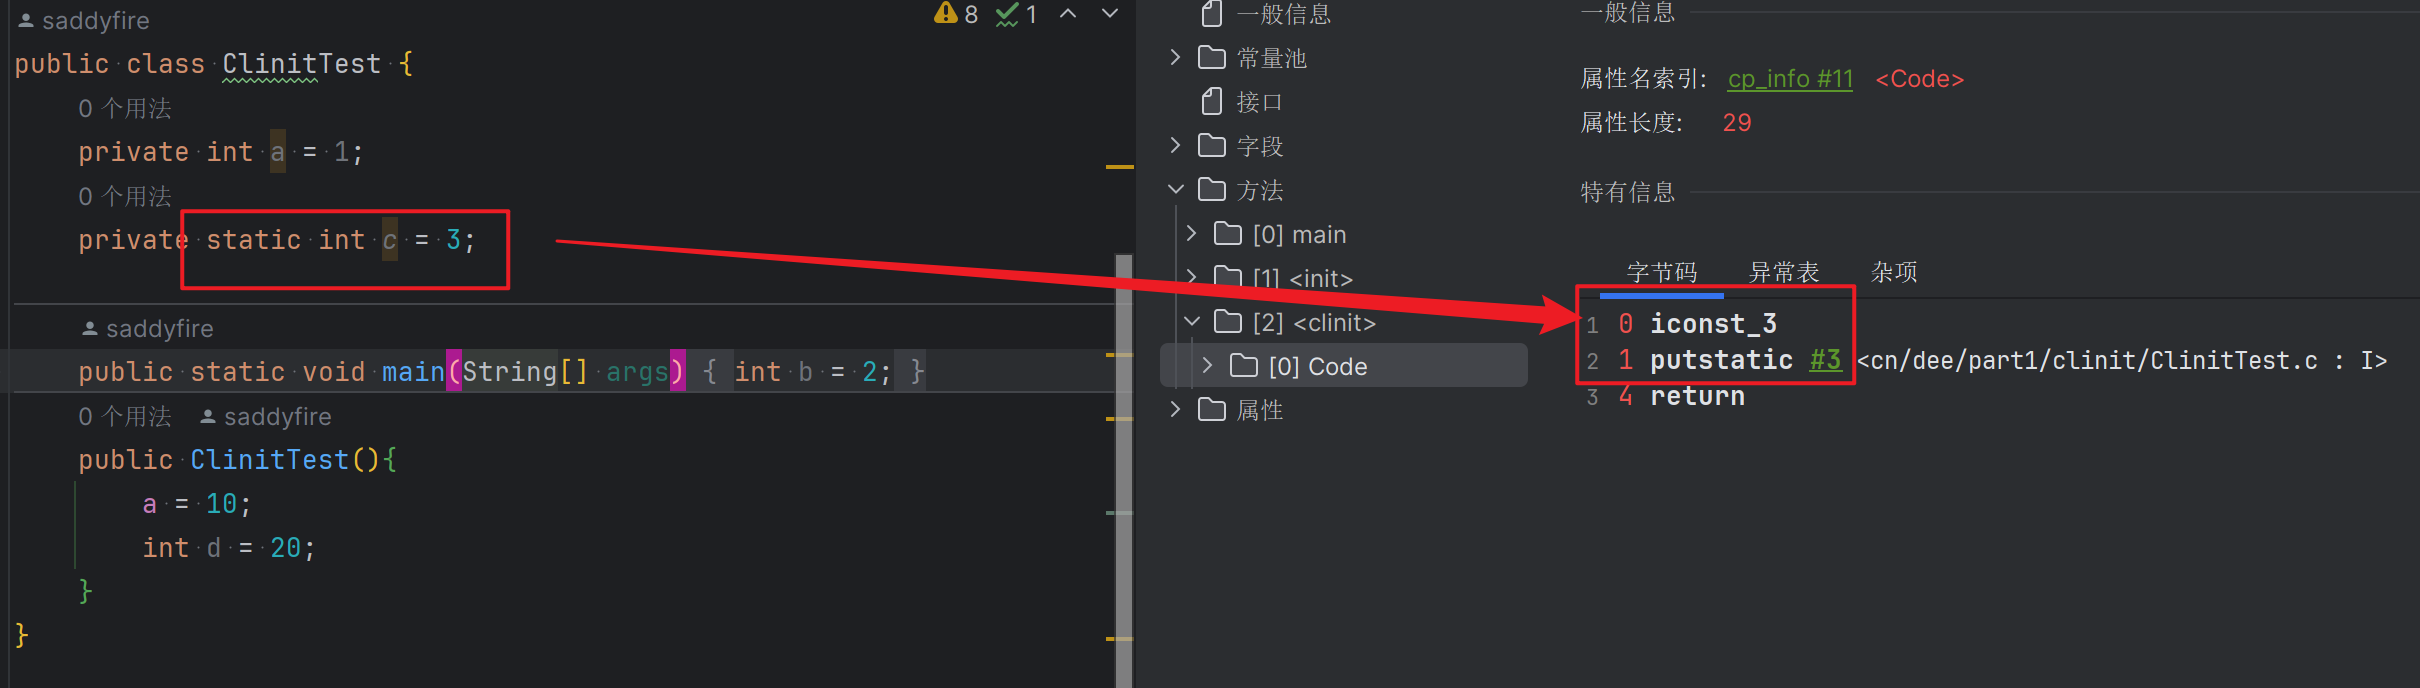 saddyfire
8 1
public class ClinitTest {
0 个用法
private int a = 1;
0 个用法
private static int c = 3;
saddyfire
public static void main(String[] args) { int b = 2; }
0 个用法 saddyfire
public ClinitTest(){
a = 10;
int d = 20;
}
}
一般信息
常量池
接口
字段
方法
[0] main
[1] <init>
[2] <clinit>
[0] Code
属性
一般信息
属性名索引: cp_info #11 <Code>
属性长度: 29
特有信息
字节码 异常表 杂项
1 0 iconst_3
2 1 putstatic #3 <cn/dee/part1/clinit/ClinitTest.c : I>
3 4 return